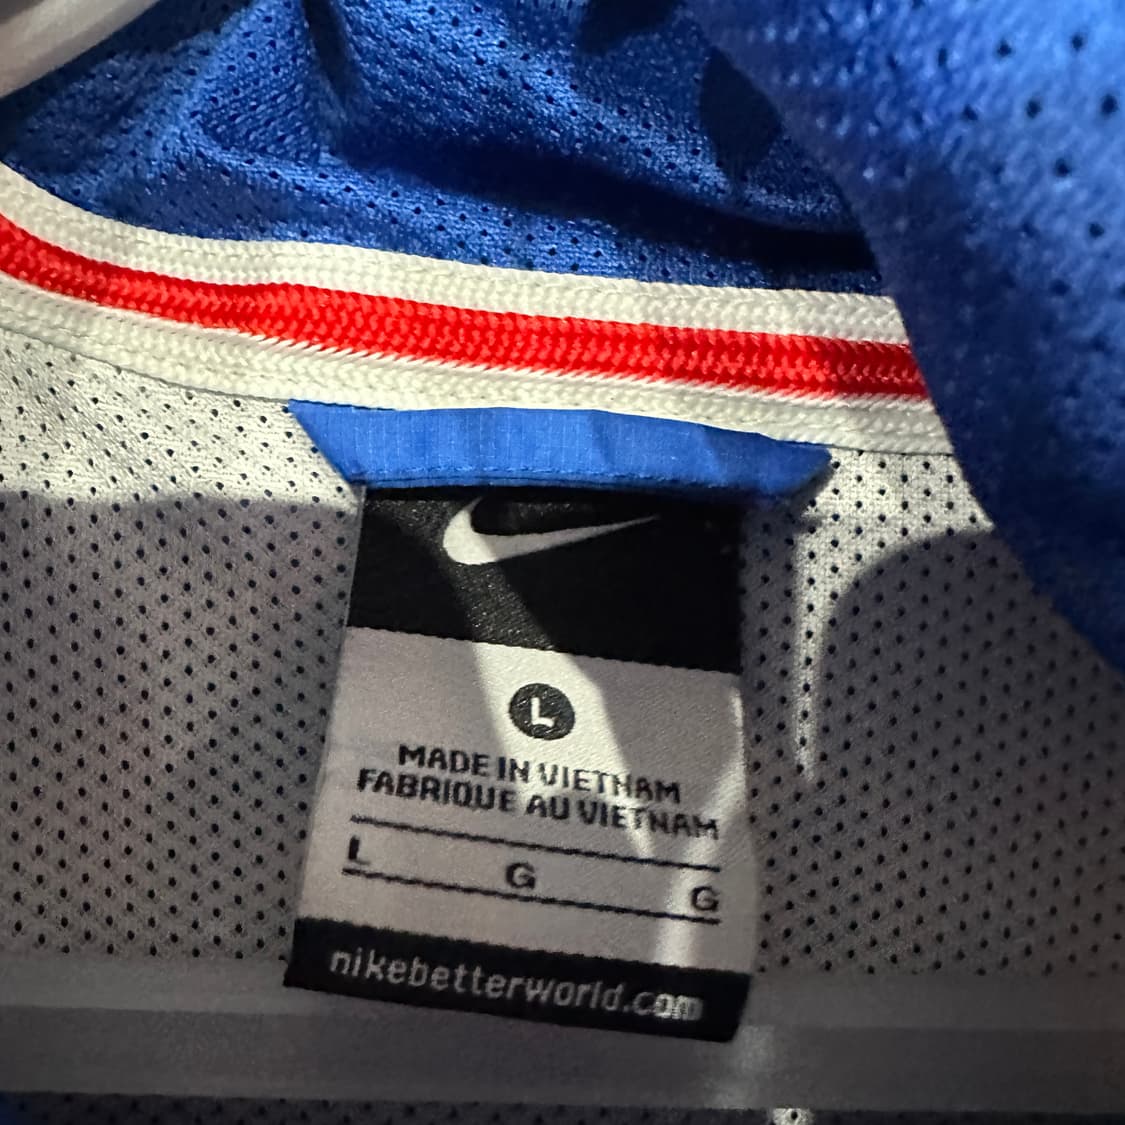 L
MADE IN VIETNAM
FABRIQUE AU VIETNAM
L G G
nikebetterworld.com